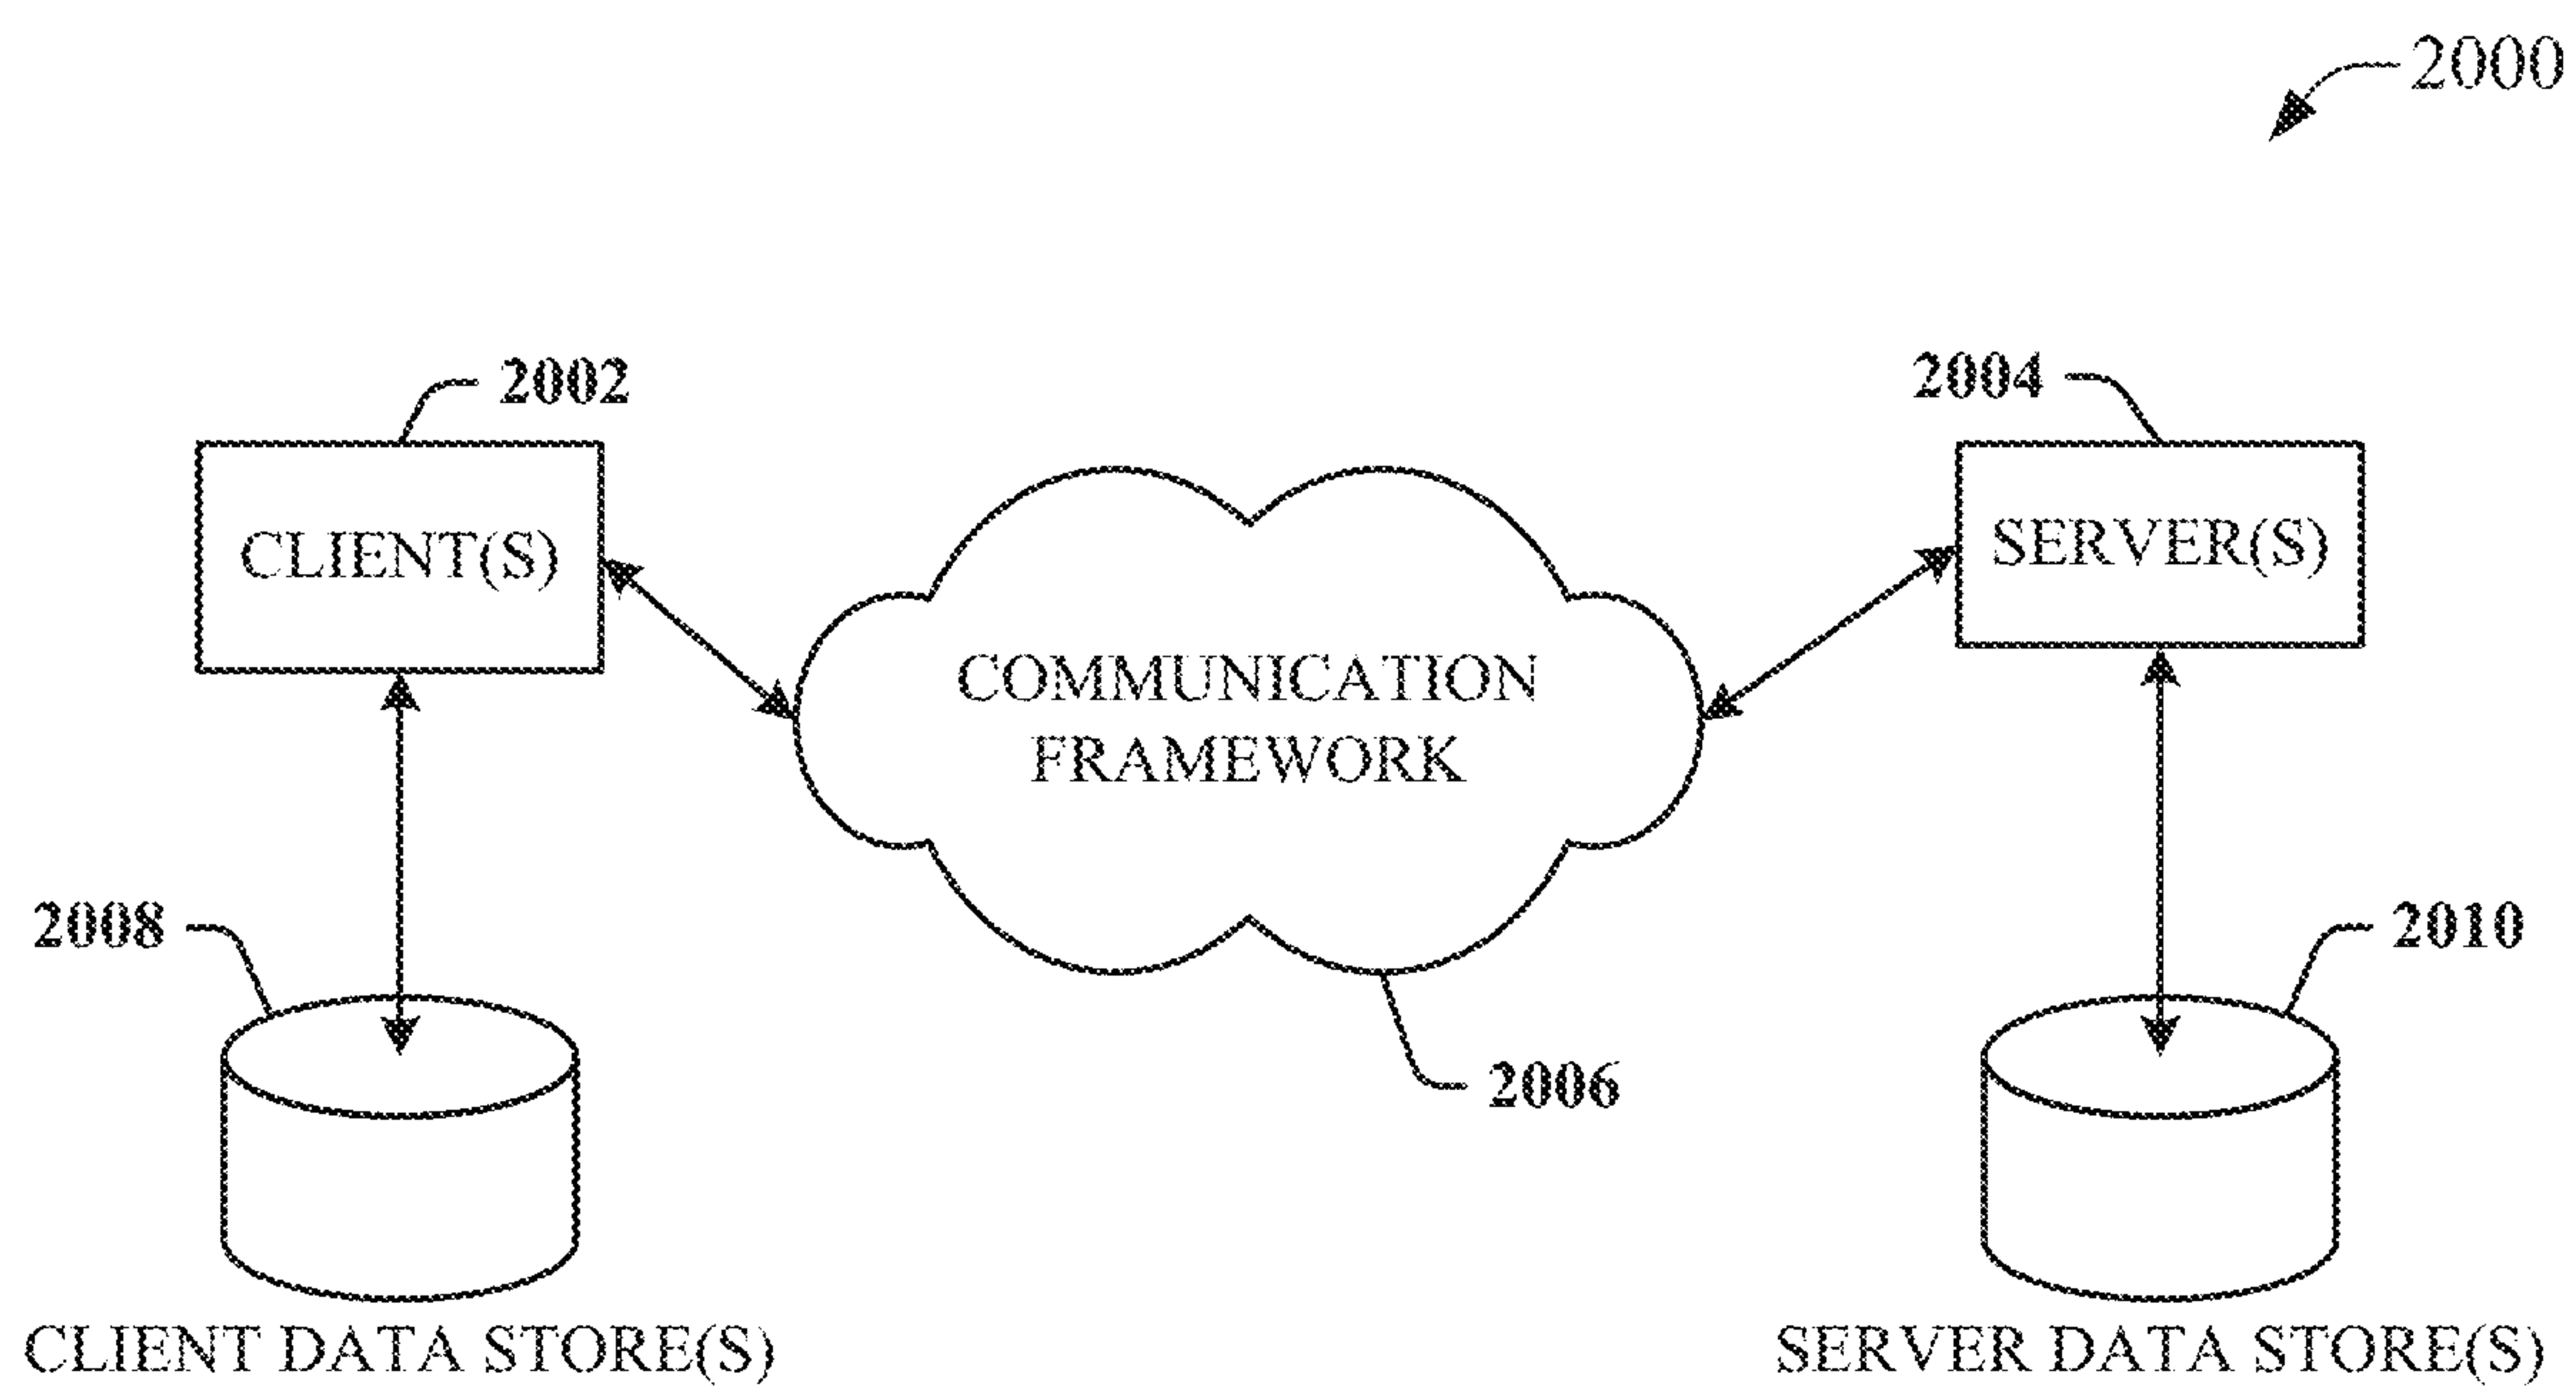 2000
2002
2004
CLIENT(S)
SERVER(S)
COMMUNICATION
FRAMEWORK
2008
2010
2006
CLIENT DATA STORE(S)
SERVER DATA STORE(S)